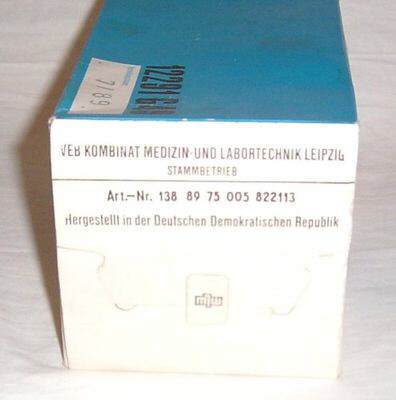 7/89
VEB KOMBINAT MEDIZIN-UND LABORTECHNIK LEIPZIG
STAMMBETRIEB
Art.–Nr. 138 89 75 005 822113
Hergestellt in der Deutschen Demokratischen Republik
mlw